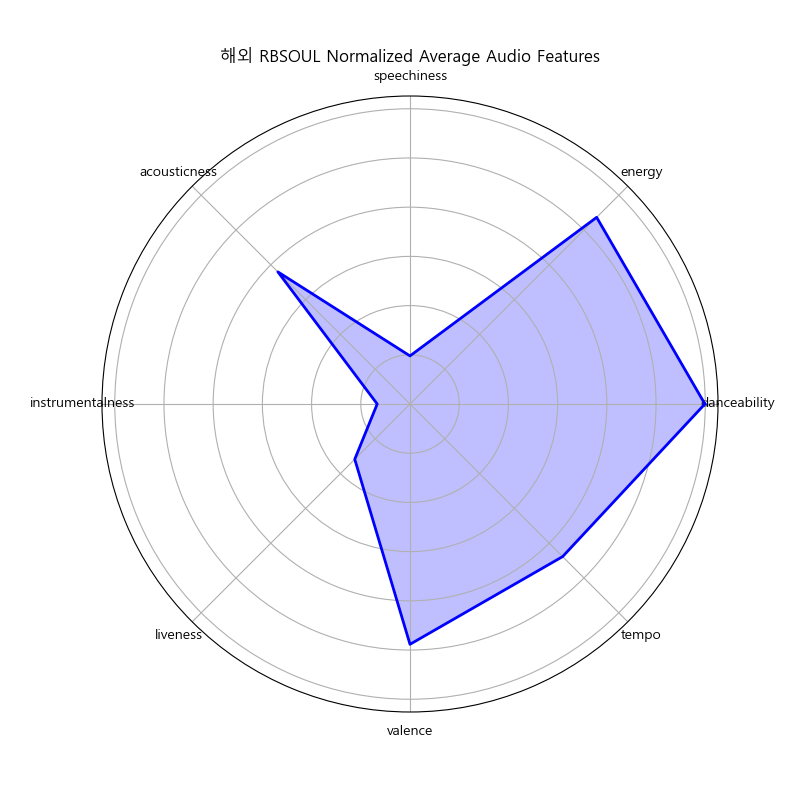 해외 RBSOUL Normalized Average Audio Features
speechiness
acousticness
energy
instrumentalness
danceability
liveness
tempo
valence